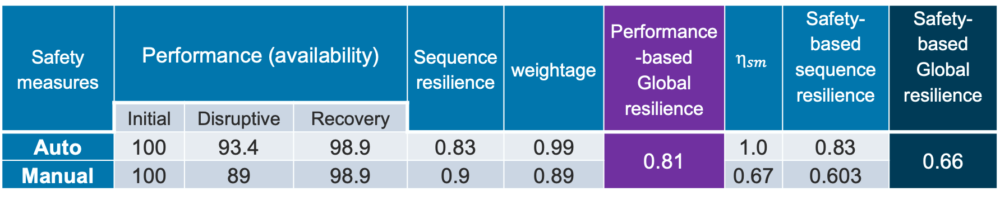 Safety
measures
Performance (availability)
Sequence
resilience
weightage
Performance
-based
Global
resilience
η𝑠𝑚
Safety-
based
sequence
resilience
Safety-
based
Global
resilience
Initial Disruptive Recovery
Auto 100 93.4 98.9 0.83 0.99 0.81 1.0 0.83 0.66
Manual 100 89 98.9 0.9 0.89 0.67 0.603